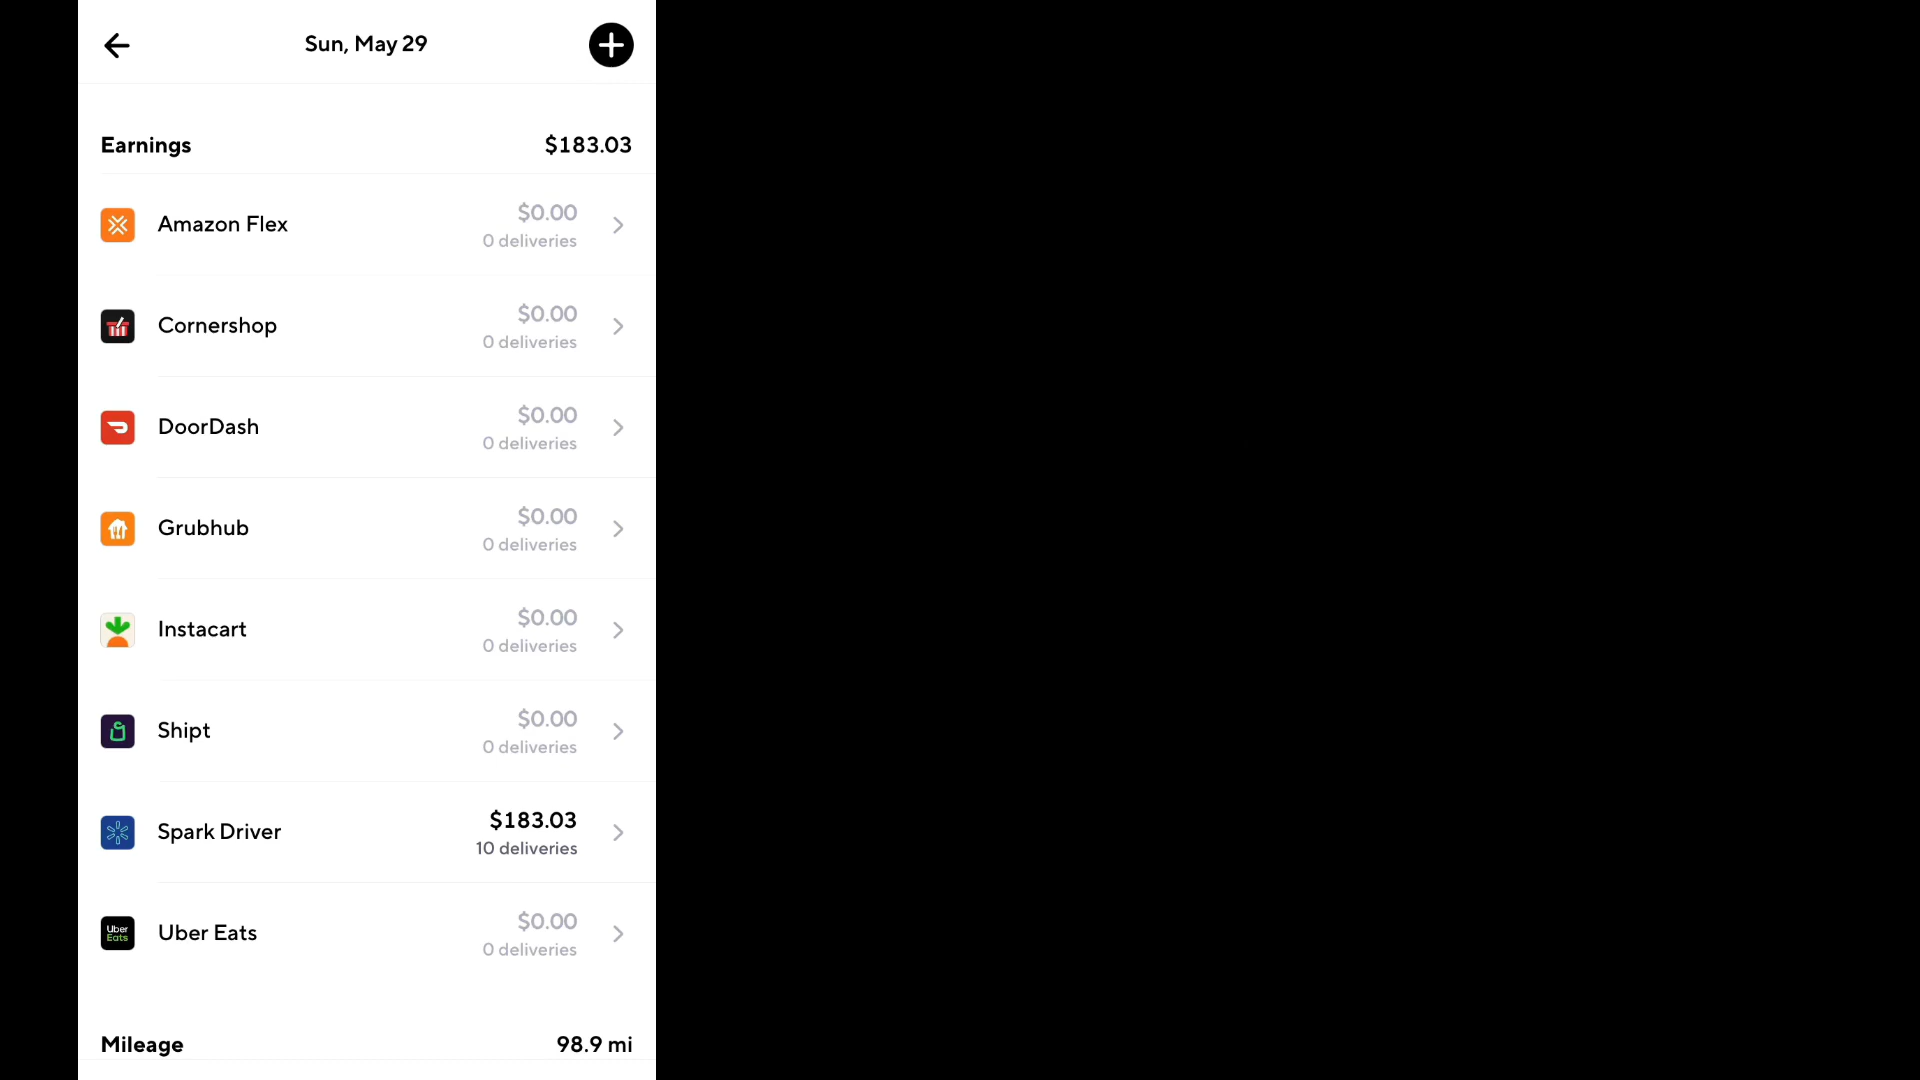 Sun, May 29
Earnings $183.03
Amazon Flex $0.00
0 deliveries
Cornershop $0.00
0 deliveries
DoorDash $0.00
0 deliveries
Grubhub $0.00
0 deliveries
Instacart $0.00
0 deliveries
Shipt $0.00
0 deliveries
Spark Driver $183.03
10 deliveries
Uber
Eats
Uber Eats $0.00
0 deliveries
Mileage 98.9 mi